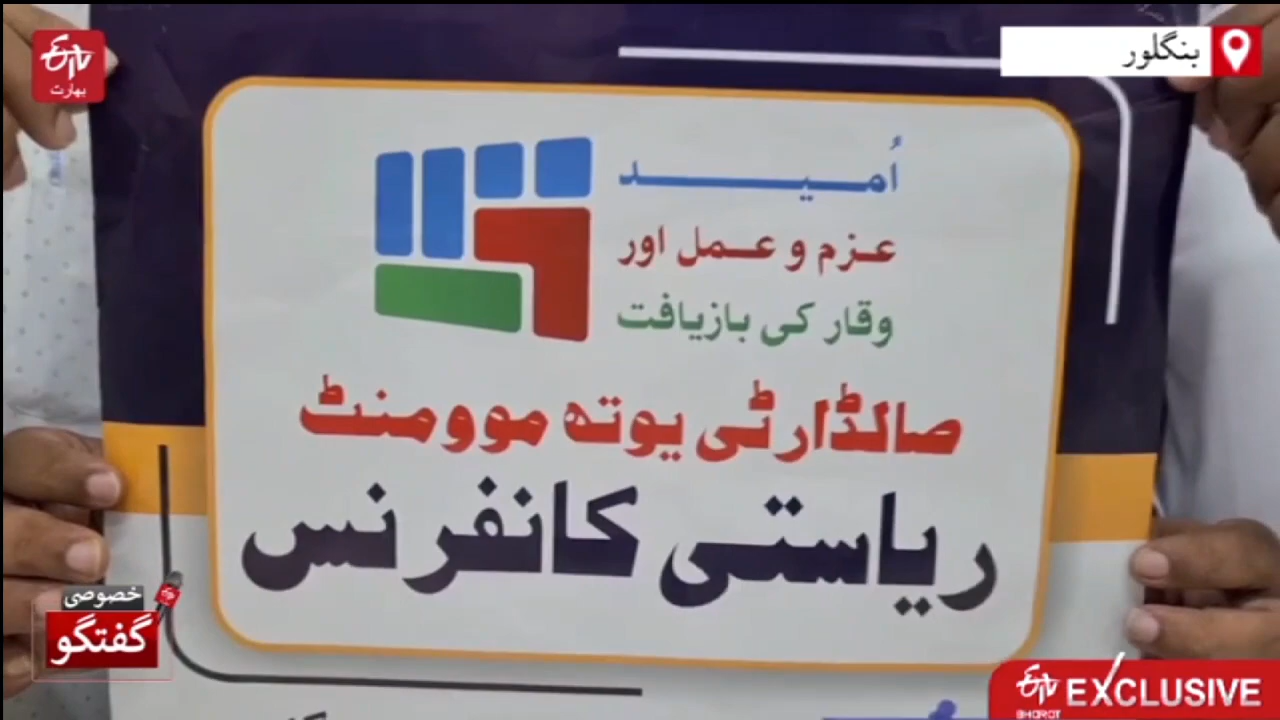 ETV
بھارت
بنگلور
اُمید
عزم و عمل اور
وقار کی بازیافت
صالڈارٹی یوتھ موومنٹ
ریاستی کانفرنس
خصوصی
گفتگو
ETV BHARAT EXCLUSIVE